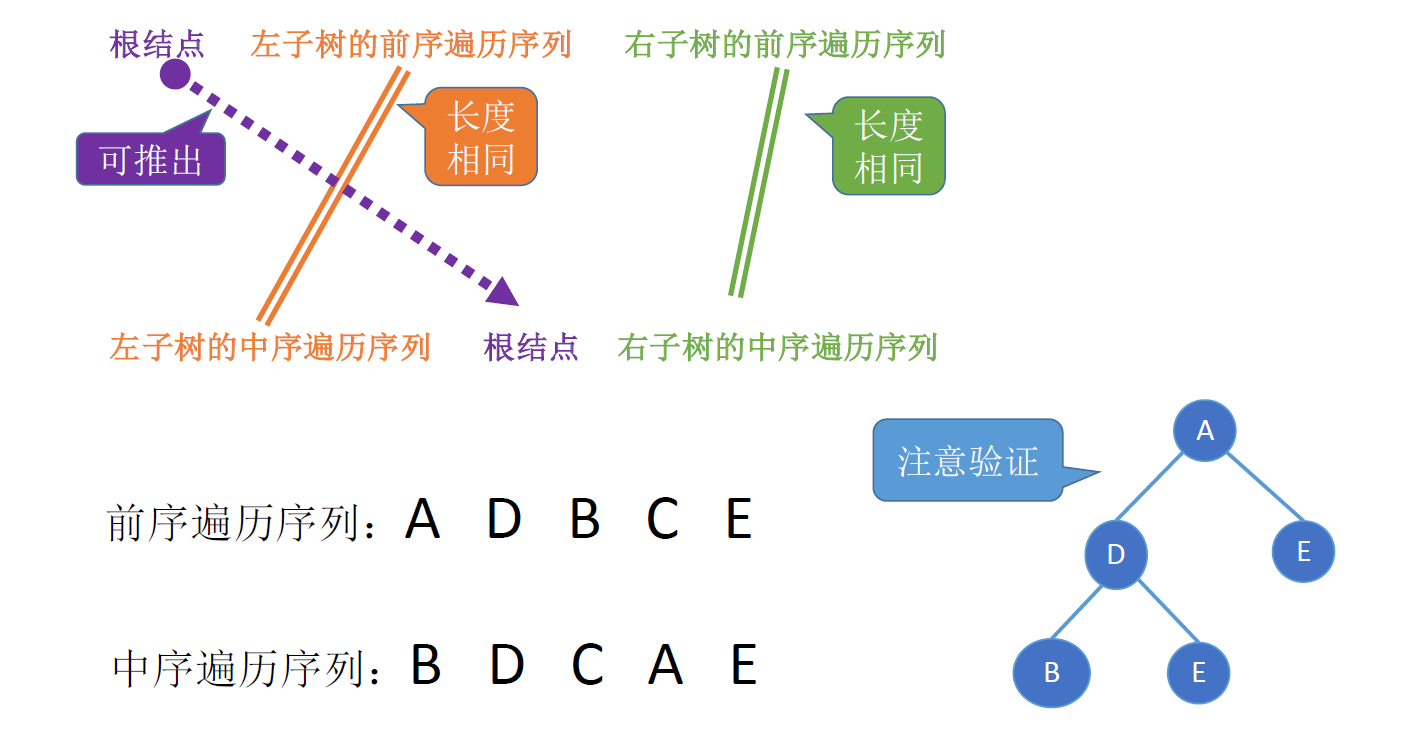 根结点 左子树的前序遍历序列 右子树的前序遍历序列
可推出
长度
相同
长度
相同
左子树的中序遍历序列 根结点 右子树的中序遍历序列
注意验证
前序遍历序列： A D B C E
中序遍历序列： B D C A E
A
D
E
B
E